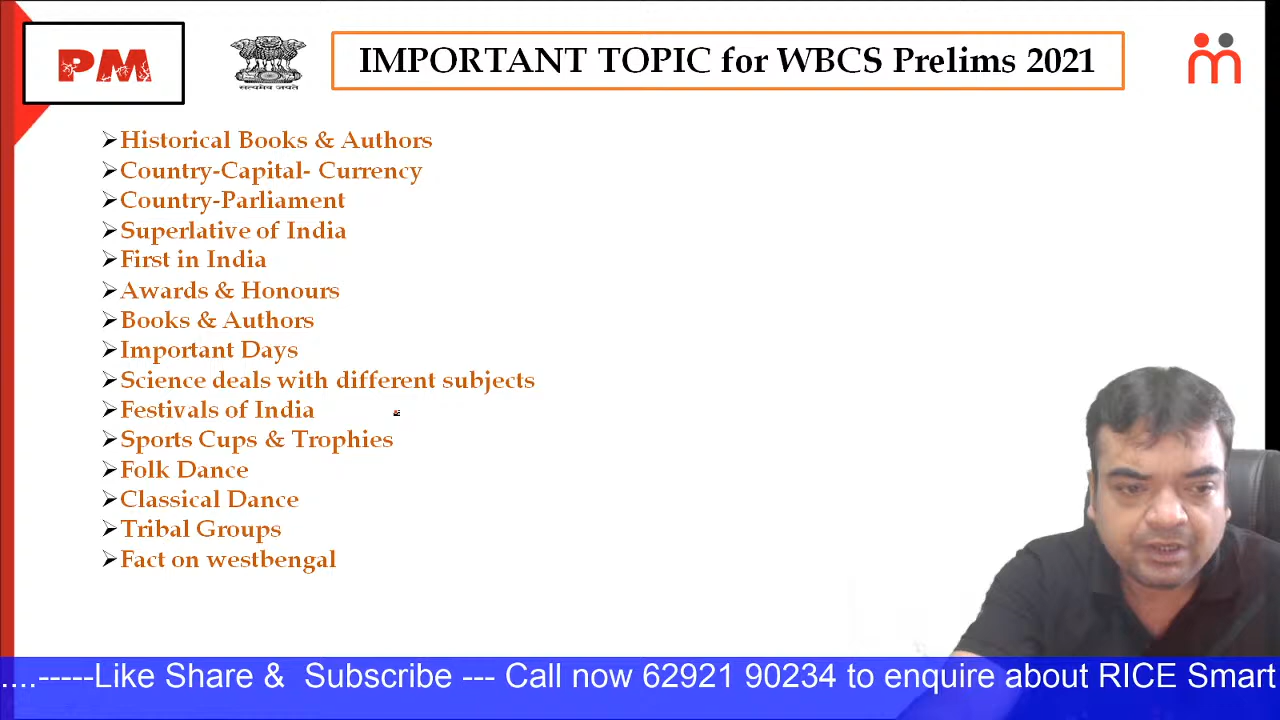 PM
सत्यमेव जयते
IMPORTANT TOPIC for WBCS Prelims 2021
Historical Books & Authors
Country-Capital- Currency
Country-Parliament
Superlative of India
First in India
Awards & Honours
Books & Authors
Important Days
Science deals with different subjects
Festivals of India
Sports Cups & Trophies
Folk Dance
Classical Dance
Tribal Groups
Fact on westbengal
....-----Like Share & Subscribe --- Call now 62921 90234 to enquire about RICE Smart